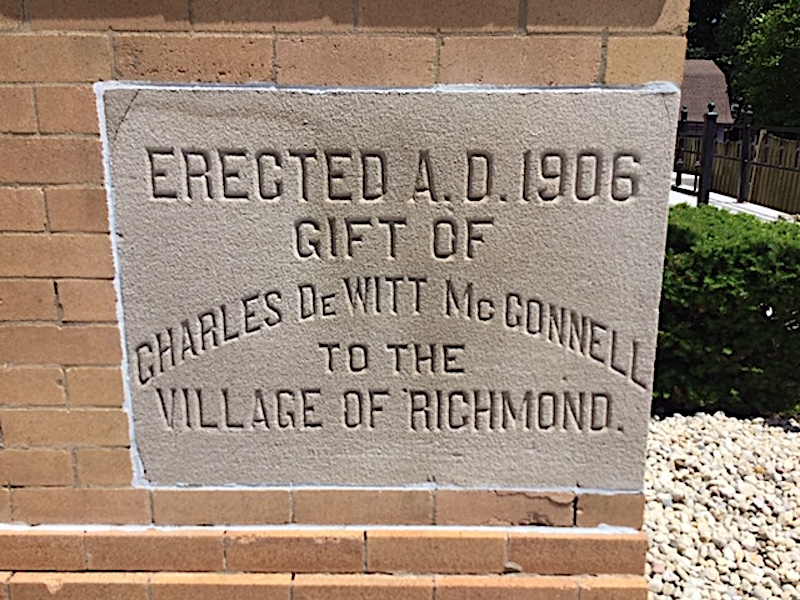 ERECTED A.D. 1906
GIFT OF
CHARLES DEWITT MCCONNELL
TO THE
VILLAGE OF RICHMOND.